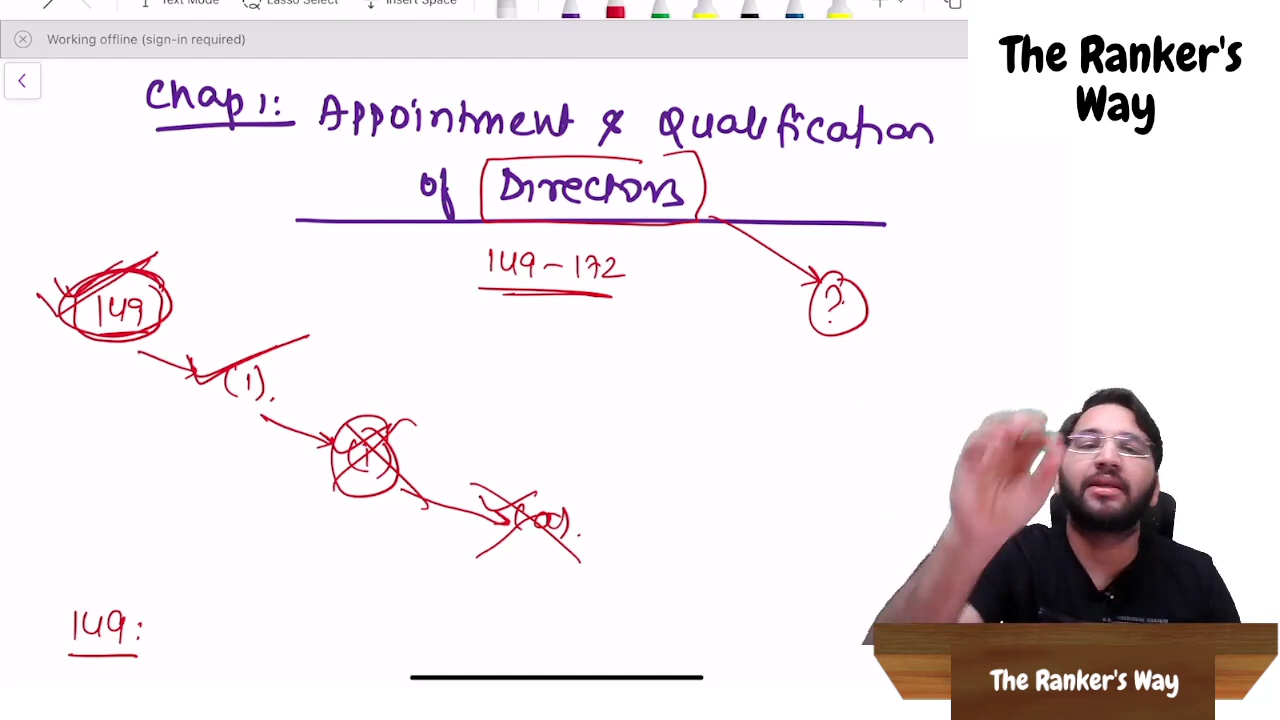 Text Mode
Lasso Select
Insert Space
Working offline (sign-in required)
The Ranker's
Way
Chap 1: Appointment & Qualification
of Directors
149 - 172
149
?
(1).
1
(a).
149:
The Ranker's Way